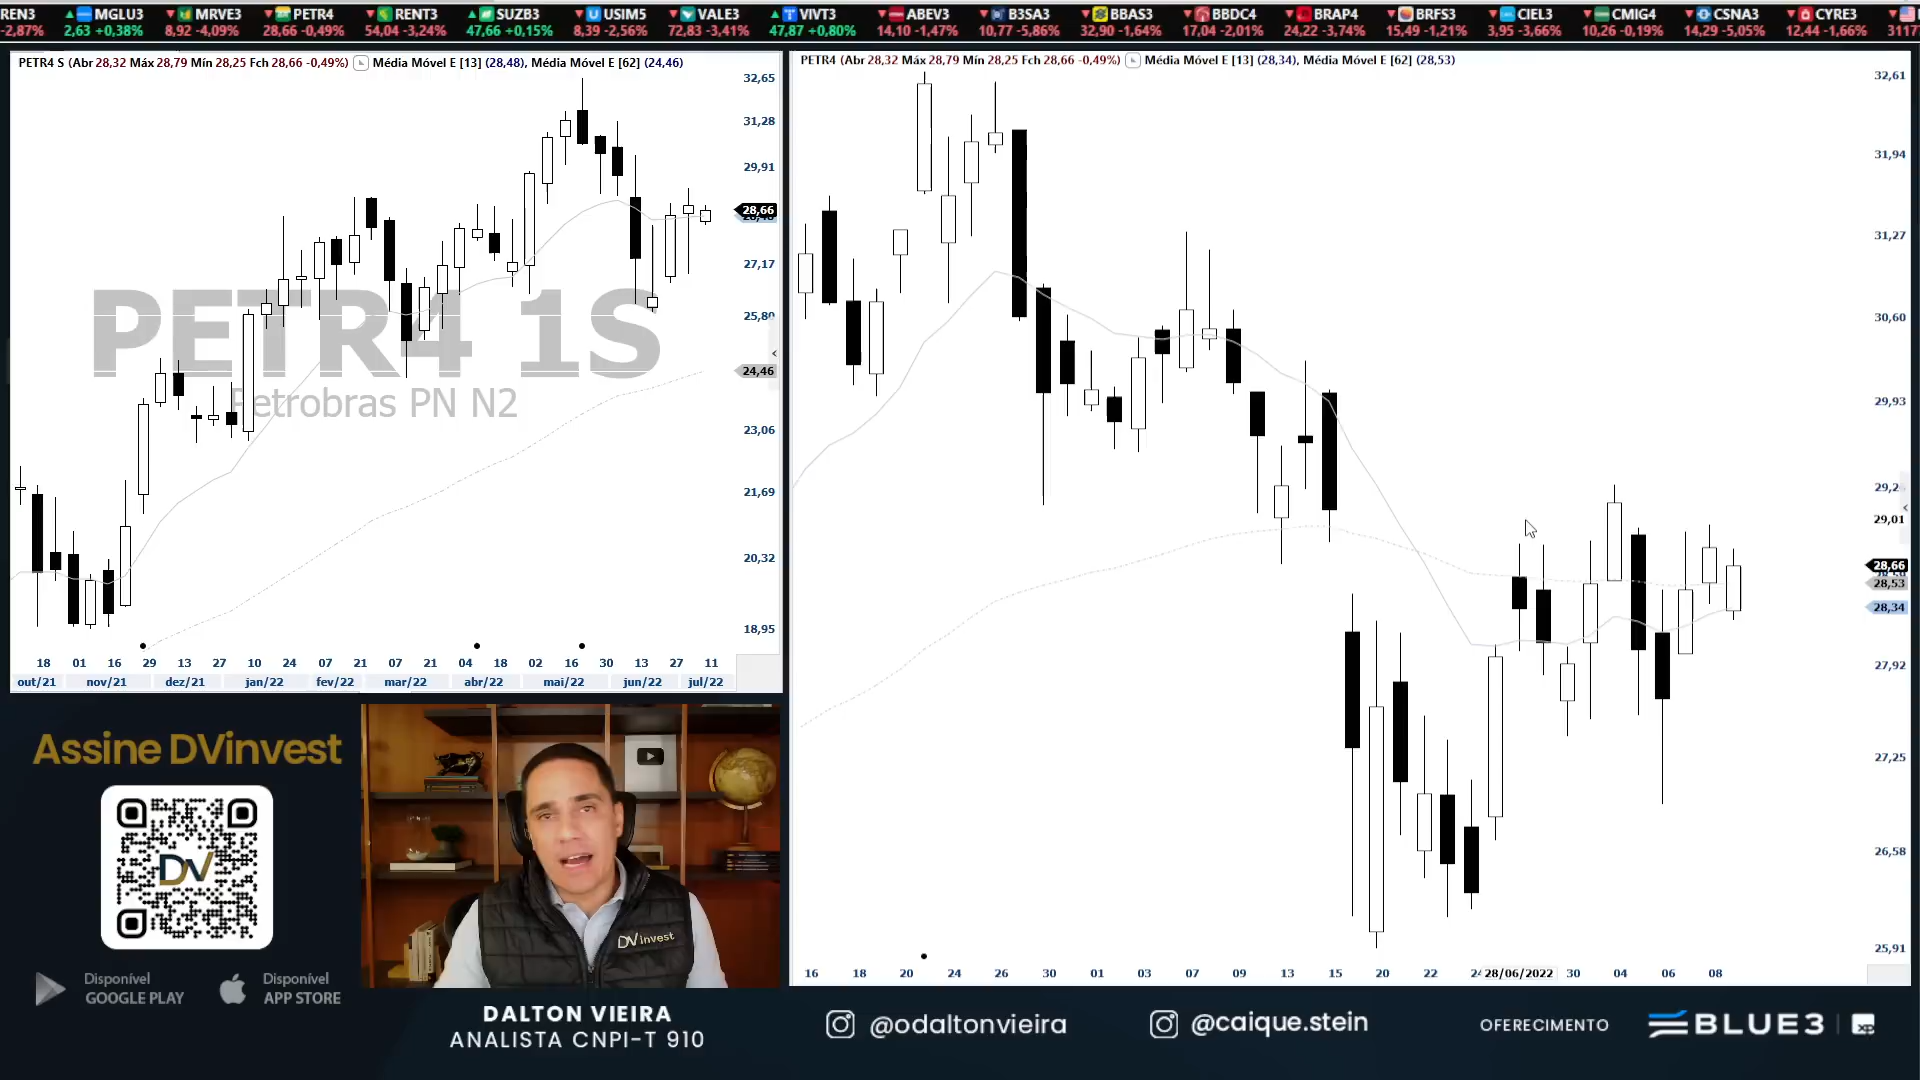 REN3 MGLU3 MRVE3 PETR4 RENT3 SUZB3 USIM5 VALE3 VIVT3 ABEV3 B3SA3 BBAS3 BBDC4 BRAP4 BRFS3 CIEL3 CMIG4 CSNA3 CYRE3
-2,87% 2,63 +0,38% 8,92 -4,09% 28,66 -0,49% 54,04 -3,24% 47,66 +0,15% 8,39 -2,56% 72,83 -3,41% 47,87 +0,80% 14,10 -1,47% 10,77 -5,86% 32,90 -1,64% 17,04 -2,01% 24,22 -3,74% 15,49 -1,21% 3,95 -3,66% 10,26 -0,19% 14,29 -5,05% 12,44 -1,66% 3117
PETR4 S (Abr 28,32 Máx 28,79 Mín 28,25 Fch 28,66 -0,49%) Média Móvel E [13] (28,48), Média Móvel E [62] (24,46)
32,65
31,28
29,91
28,66
27,17
25,80
24,46
23,06
21,69
20,32
18,95
PETR4 1S
Petrobras PN N2
18 01 16 29 13 27 10 24 07 21 07 21 04 18 02 16 30 13 27 11
out/21 nov/21 dez/21 jan/22 fev/22 mar/22 abr/22 mai/22 jun/22 jul/22
PETR4 (Abr 28,32 Máx 28,79 Mín 28,25 Fch 28,66 -0,49%) Média Móvel E [13] (28,34), Média Móvel E [62] (28,53)
32,61
31,94
31,27
30,60
29,93
29,2
29,01
28,66
28,53
28,34
27,92
27,25
26,58
25,91
16 18 20 24 26 30 01 03 07 09 13 15 20 22 24 28/06/2022 30 04 06 08
Assine DVinvest
DV
Disponível
GOOGLE PLAY
Disponível
APP STORE
DV invest
DALTON VIEIRA
ANALISTA CNPI-T 910
@odaltonvieira
@caique.stein
OFERECIMENTO
BLUE3
xp